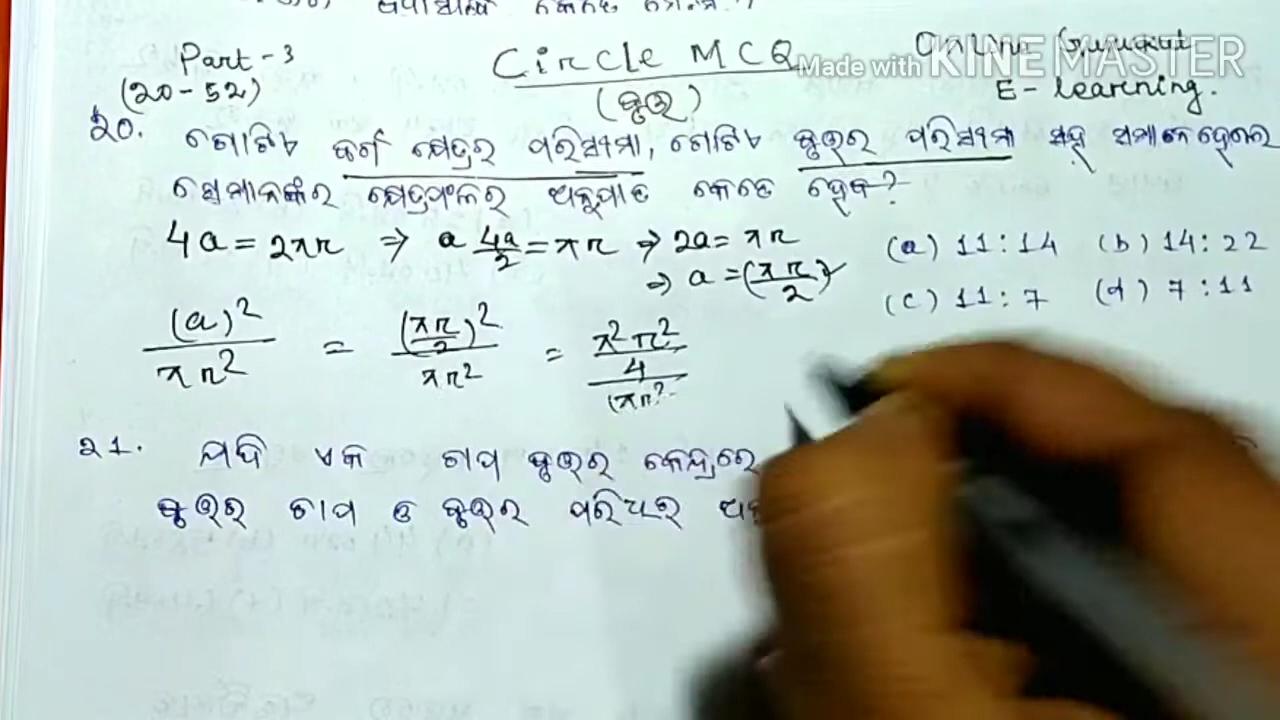 Part-3
(20-52)
Circle MCQ
(ବୃତ୍ତ)
Made with KINEMASTER
E-learning.
20. ଗୋଟିଏ ବର୍ଗ କ୍ଷେତ୍ରର ପରିସୀମା, ଗୋଟିଏ ବୃତ୍ତର ପରିସୀମା ସହ ସମାନ ହେଲେ
ସେମାନଙ୍କର କ୍ଷେତ୍ରଫଳର ଅନୁପାତ କେତେ ହେବ?
4a = 2πr ⇒ a 4a/2 = πr ⇒ 2a = πr
⇒ a = (πr/2)
(a) 11:14 (b) 14:22
(c) 11:7 (d) 7:11
(a)²/πr² = (πr/2)²/πr² = π²r²/4/(πr²
21. ଯଦି ଏକ ଚାପ ବୃତ୍ତର କେନ୍ଦ୍ରରେ
ବୃତ୍ତର ଚାପ ଓ ବୃତ୍ତର ପରିଧିର